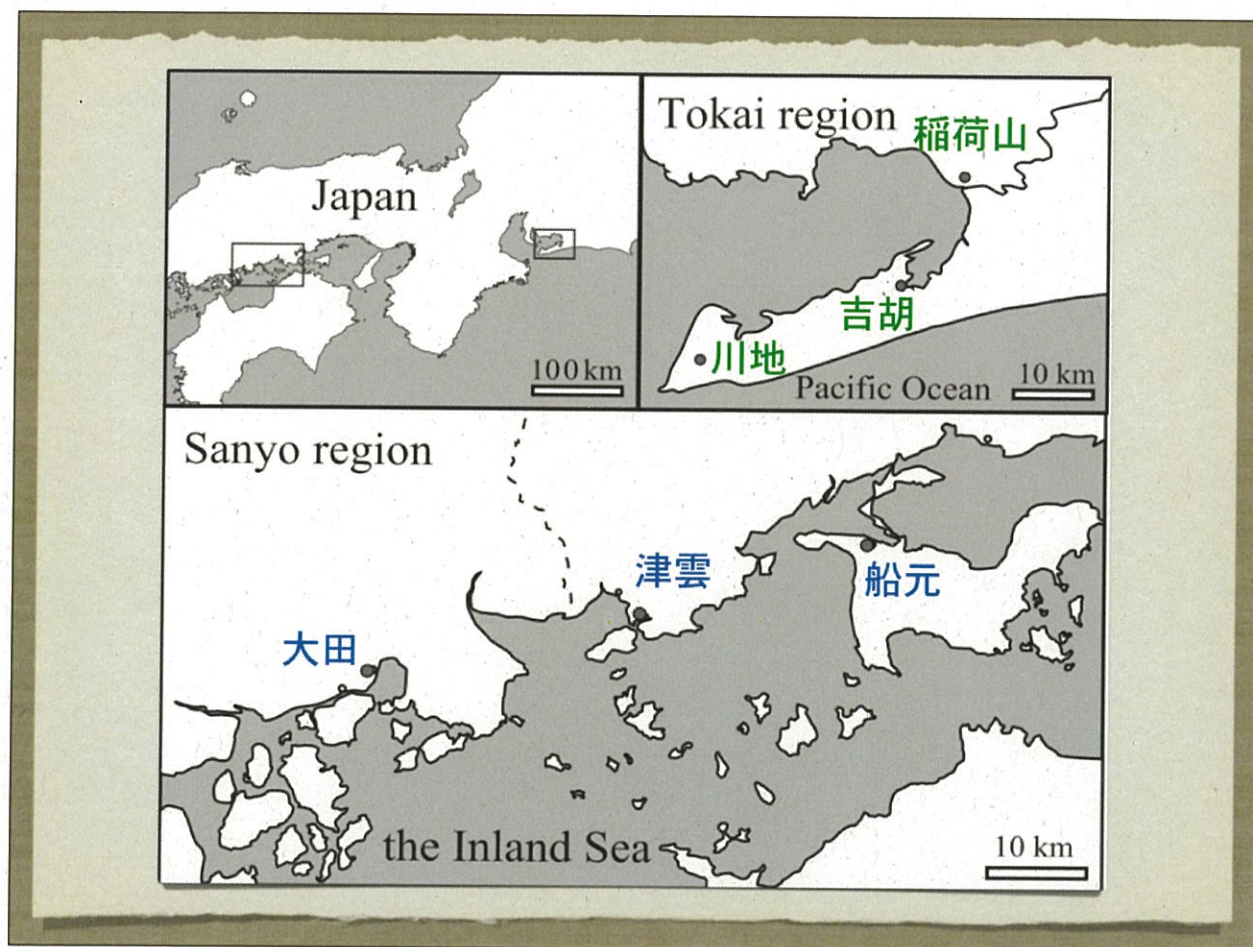 Japan
100 km
Tokai region
稲荷山
吉胡
川地
Pacific Ocean
10 km
Sanyo region
津雲
船元
大田
the Inland Sea
10 km